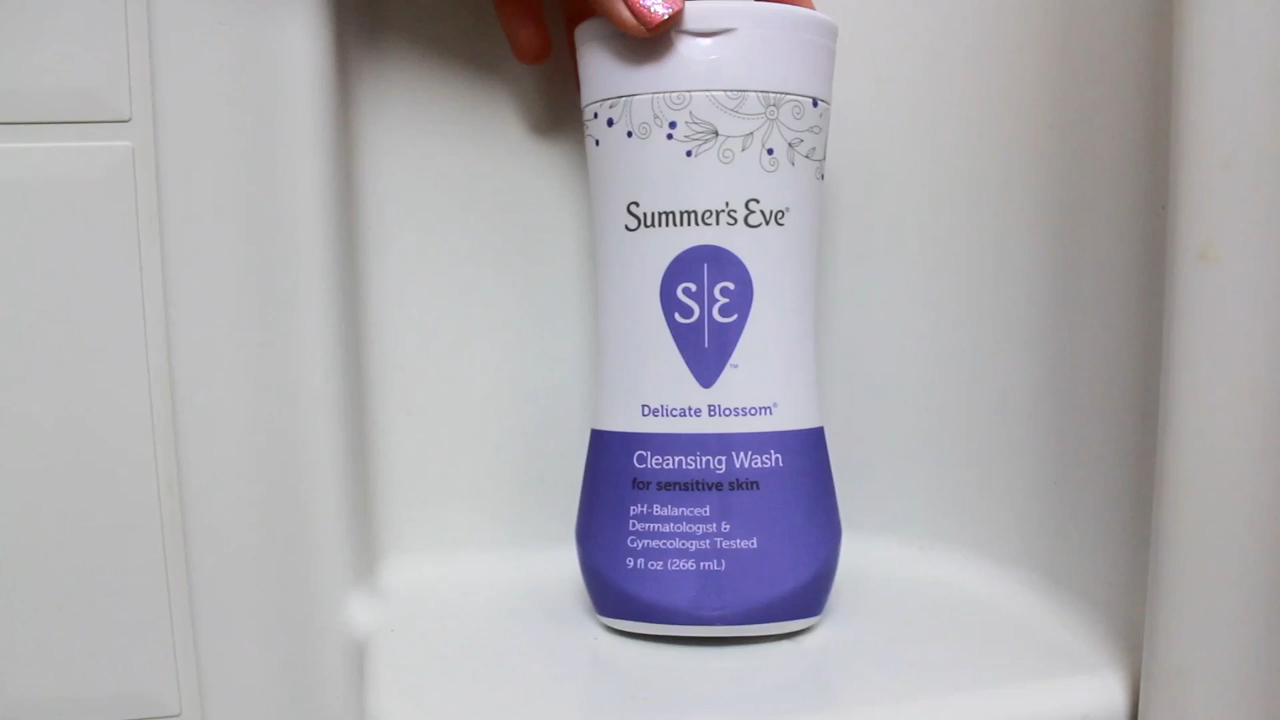 Summer's Eve®
S|E
™
Delicate Blossom®
Cleansing Wash
for sensitive skin
pH-Balanced
Dermatologist &
Gynecologist Tested
9 fl oz (266 mL)